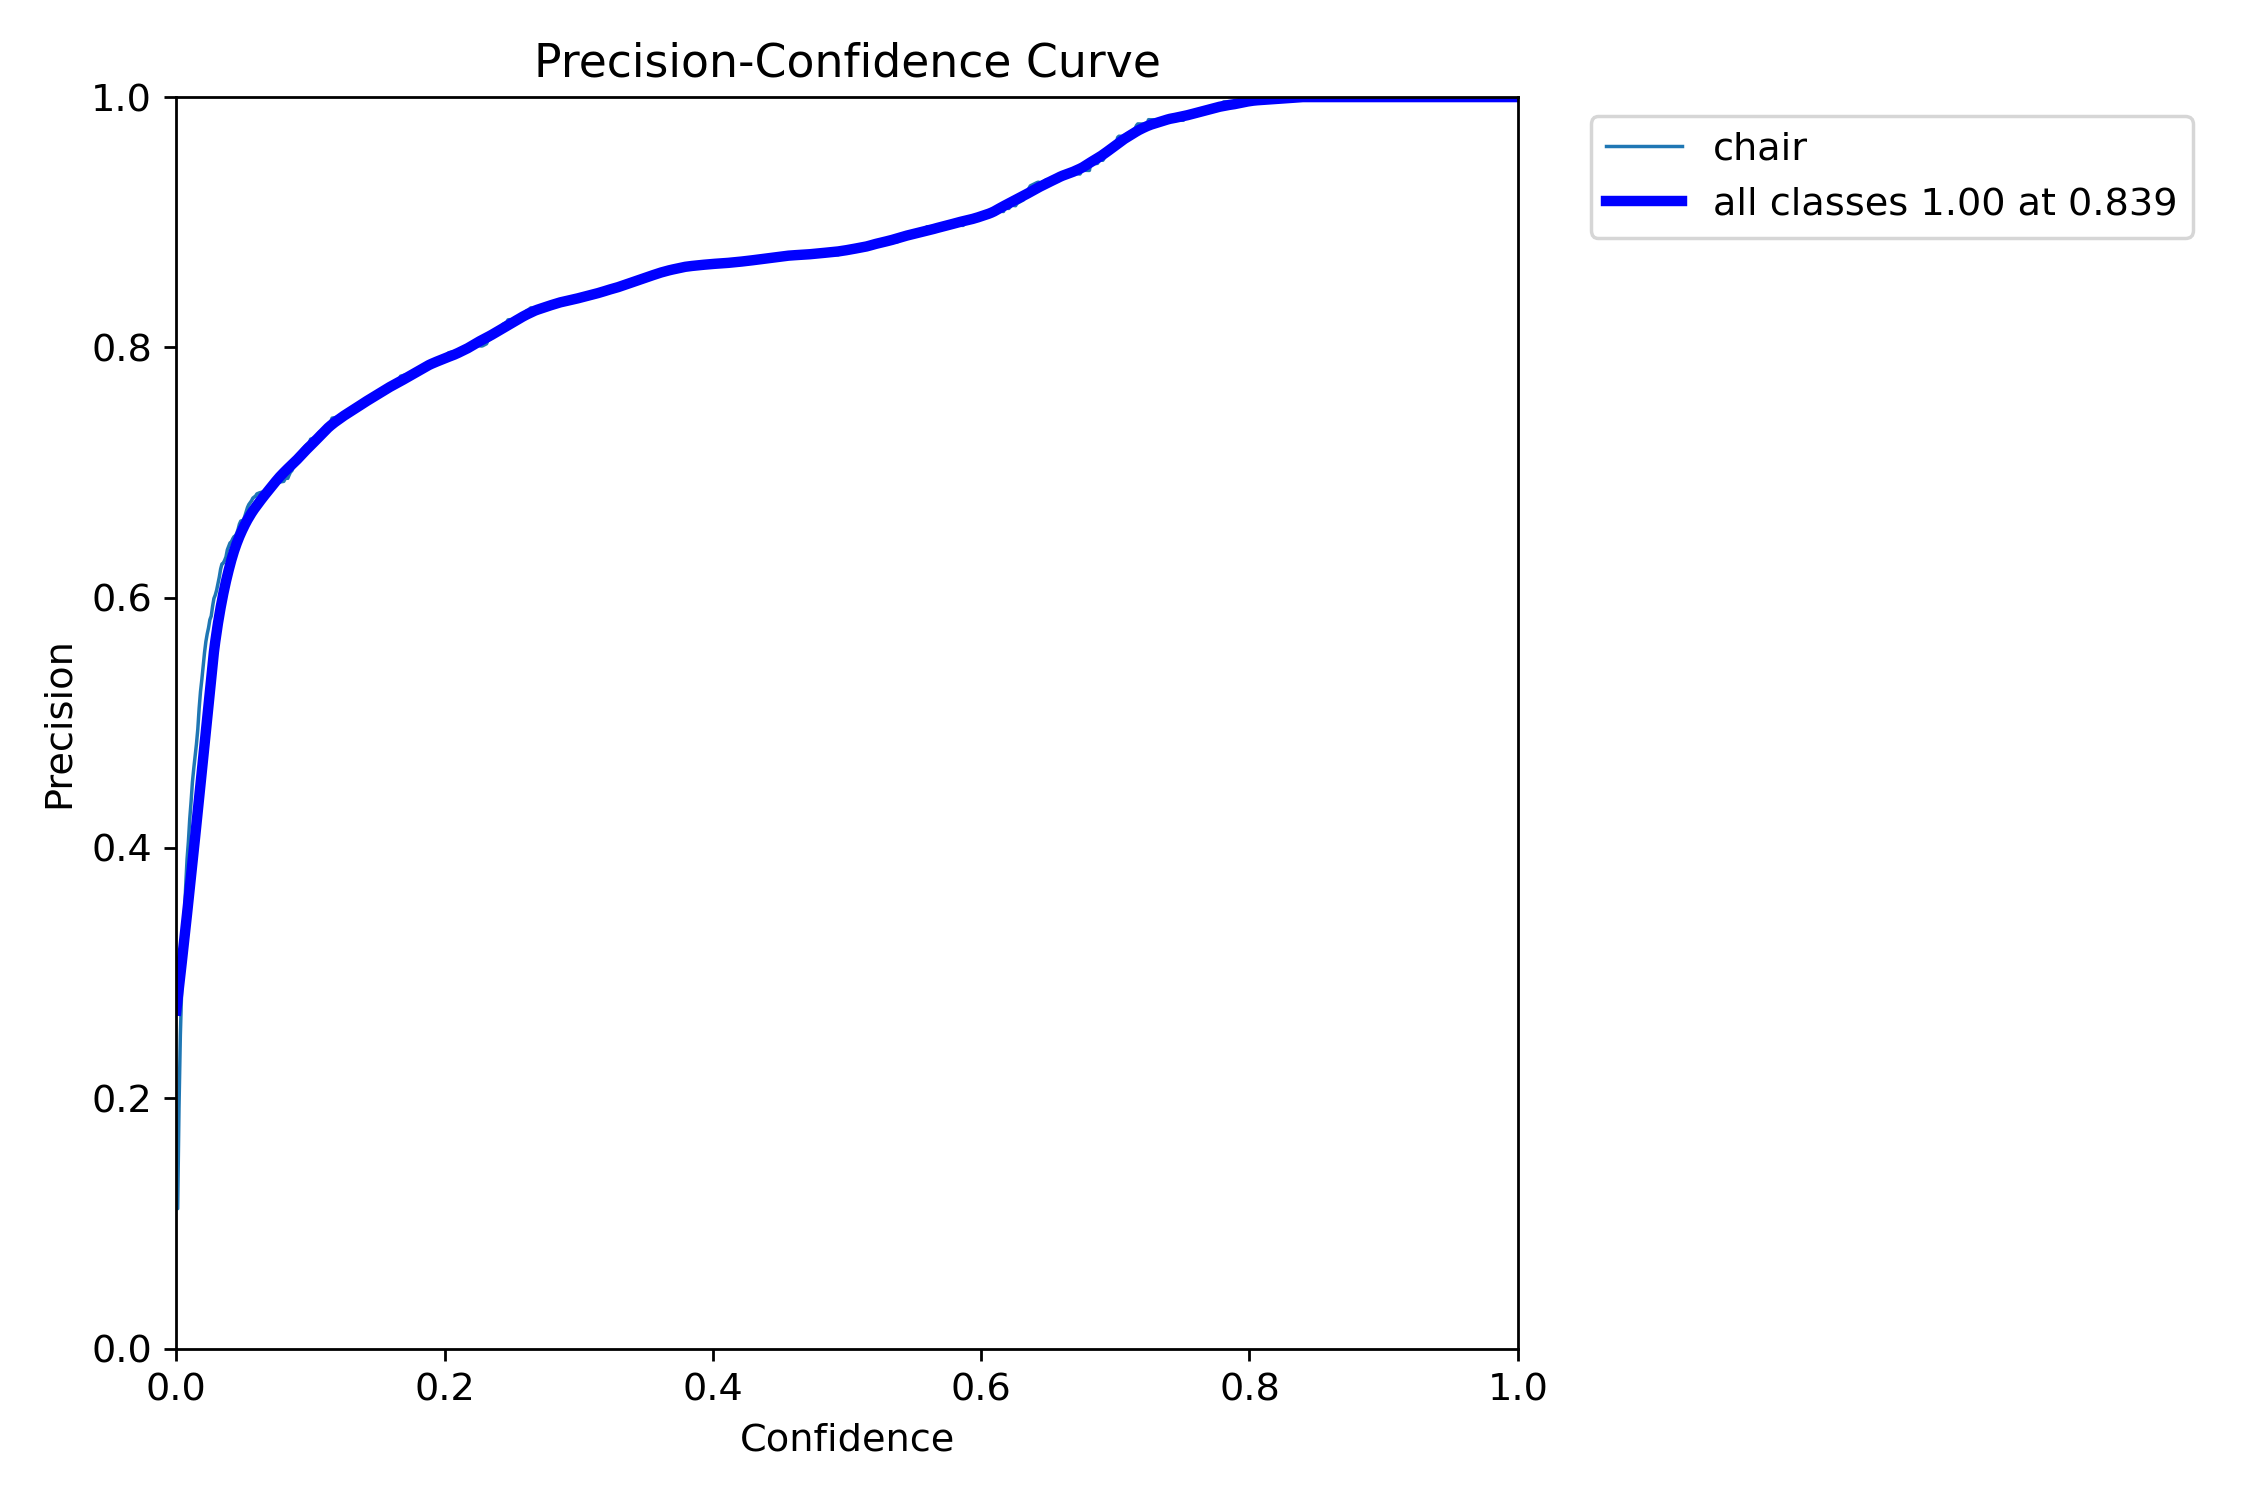 Precision-Confidence Curve
1.0
0.8
0.6
0.4
0.2
0.0
Precision
0.0 0.2 0.4 0.6 0.8 1.0
Confidence
chair
all classes 1.00 at 0.839